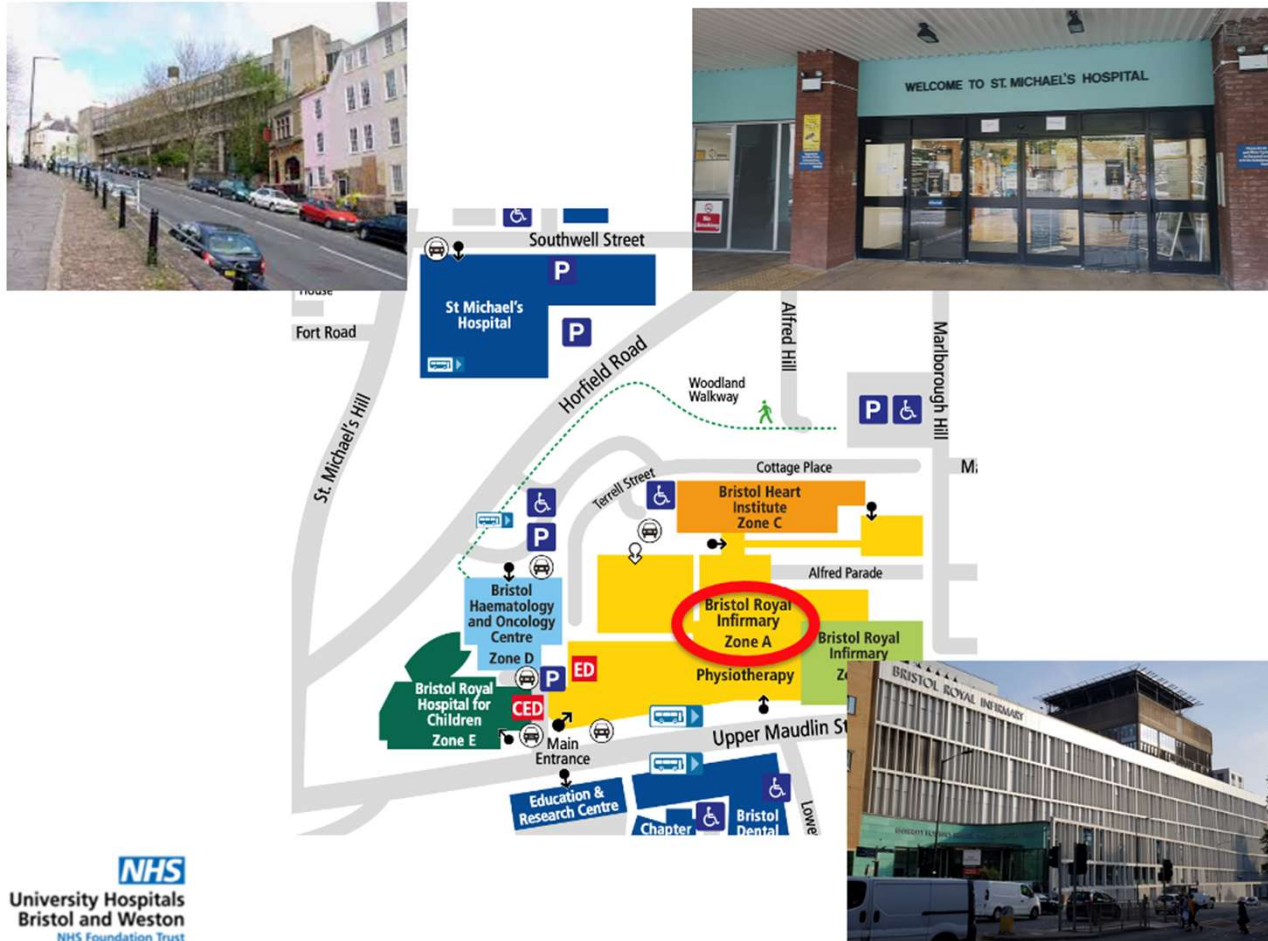 WELCOME TO ST. MICHAEL'S HOSPITAL
No
Smoking
P
Southwell Street
St Michael's
Hospital
P
House
Fort Road
Alfred Hill
Marlborough Hill
Horfield Road
St. Michael's Hill
Woodland
Walkway
P
Cottage Place
Terrell Street
Bristol Heart
Institute
Zone C
P
Alfred Parade
Bristol
Haematology
and Oncology
Centre
Zone D
Bristol Royal
Infirmary
Zone A
Bristol Royal
Infirmary
P
ED
Physiotherapy
Bristol Royal
Hospital for
Children
Zone E
CED
Main
Entrance
Upper Maudlin St
Education &
Research Centre
Chapter
Bristol
Dental
Lowe
BRISTOL ROYAL INFIRMARY
NHS
University Hospitals
Bristol and Weston
NHS Foundation Trust